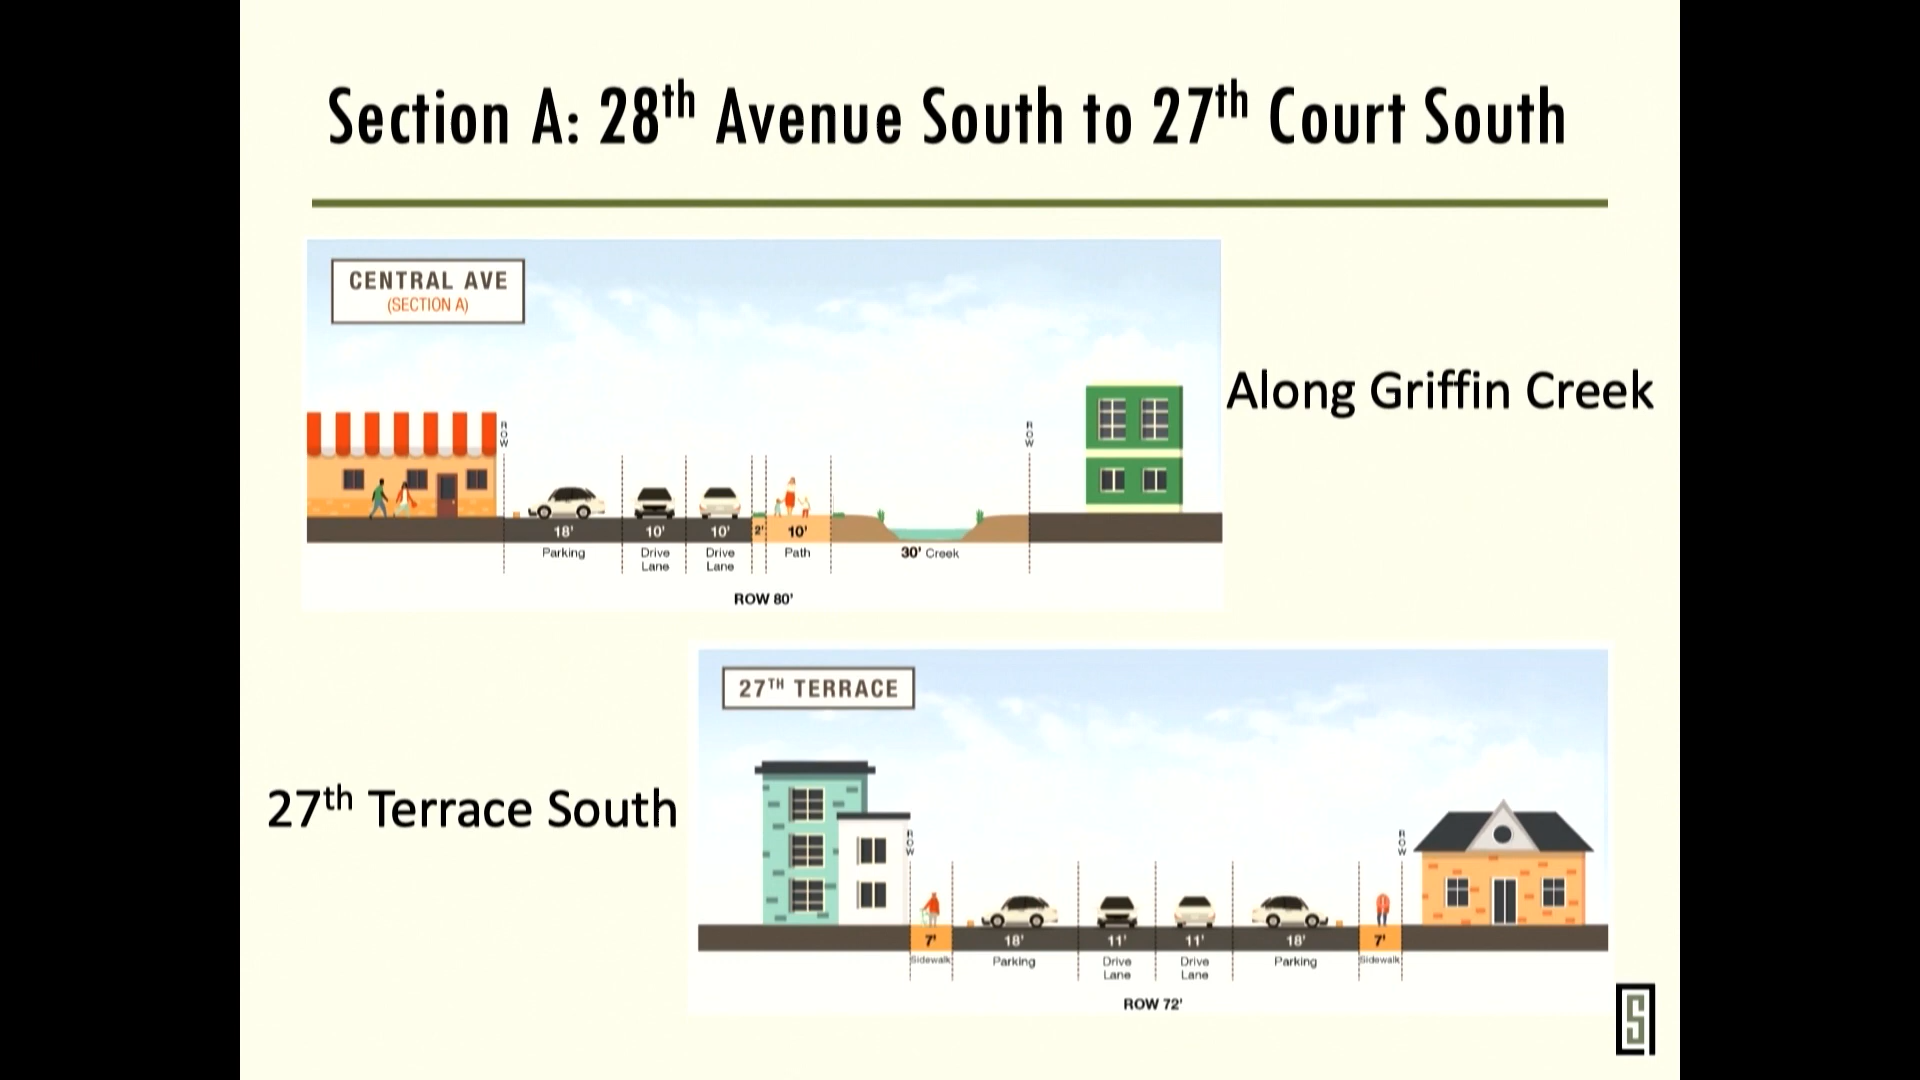 Section A: 28th Avenue South to 27th Court South
CENTRAL AVE
(SECTION A)
Along Griffin Creek
ROW
ROW
18' 10' 10' 2' 10'
Parking Drive Lane Drive Lane Path 30' Creek
ROW 80'
27TH TERRACE
27th Terrace South
ROW
ROW
7' 18' 11' 11' 18' 7'
Sidewalk Parking Drive Lane Drive Lane Parking Sidewalk
ROW 72'